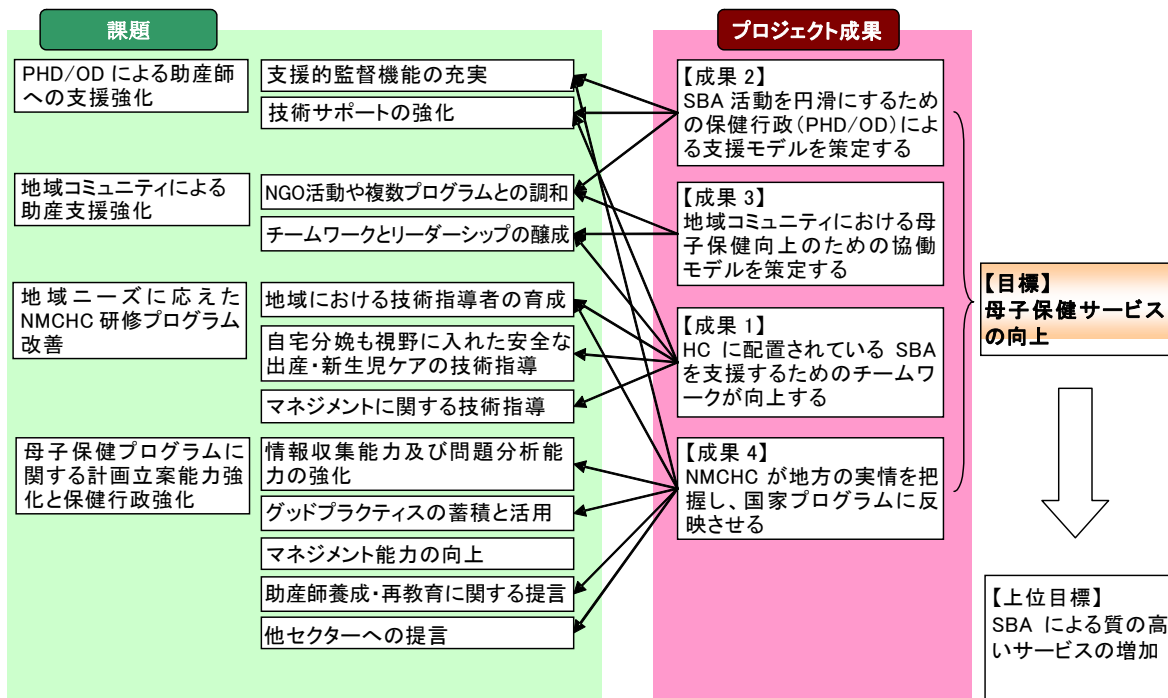 課題
PHD/OD による助産師
への支援強化
支援的監督機能の充実
技術サポートの強化
地域コミュニティによる
助産支援強化
NGO活動や複数プログラムとの調和
チームワークとリーダーシップの醸成
地域ニーズに応えた
NMCHC 研修プログラム
改善
地域における技術指導者の育成
自宅分娩も視野に入れた安全な
出産・新生児ケアの技術指導
マネジメントに関する技術指導
母子保健プログラムに
関する計画立案能力強
化と保健行政強化
情報収集能力及び問題分析能
力の強化
グッドプラクティスの蓄積と活用
マネジメント能力の向上
助産師養成・再教育に関する提言
他セクターへの提言
プロジェクト成果
【成果 2】
SBA 活動を円滑にするため
の保健行政(PHD/OD)によ
る支援モデルを策定する
【成果 3】
地域コミュニティにおける母
子保健向上のための協働
モデルを策定する
【成果 1】
HC に配置されている SBA
を支援するためのチームワ
ークが向上する
【成果 4】
NMCHC が地方の実情を把
握し、国家プログラムに反
映させる
【目標】
母子保健サービス
の向上
【上位目標】
SBA による質の高
いサービスの増加